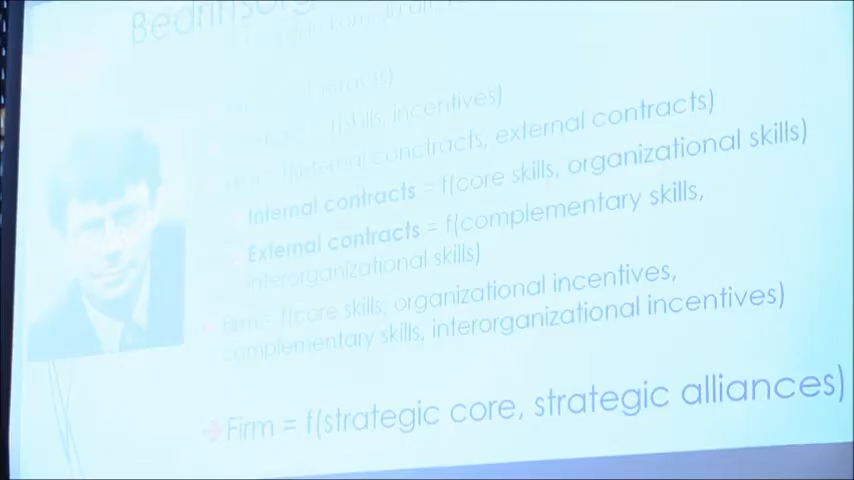 contracts)
f(skills, incentives)
f(internal conctracts, external contracts)
Internal contracts = f(core skills, organizational skills)
External contracts = f(complementary skills,
interorganizational skills)
Firm = f(core skills, organizational incentives,
complementary skills, interorganizational incentives)
Firm = f(strategic core, strategic alliances)